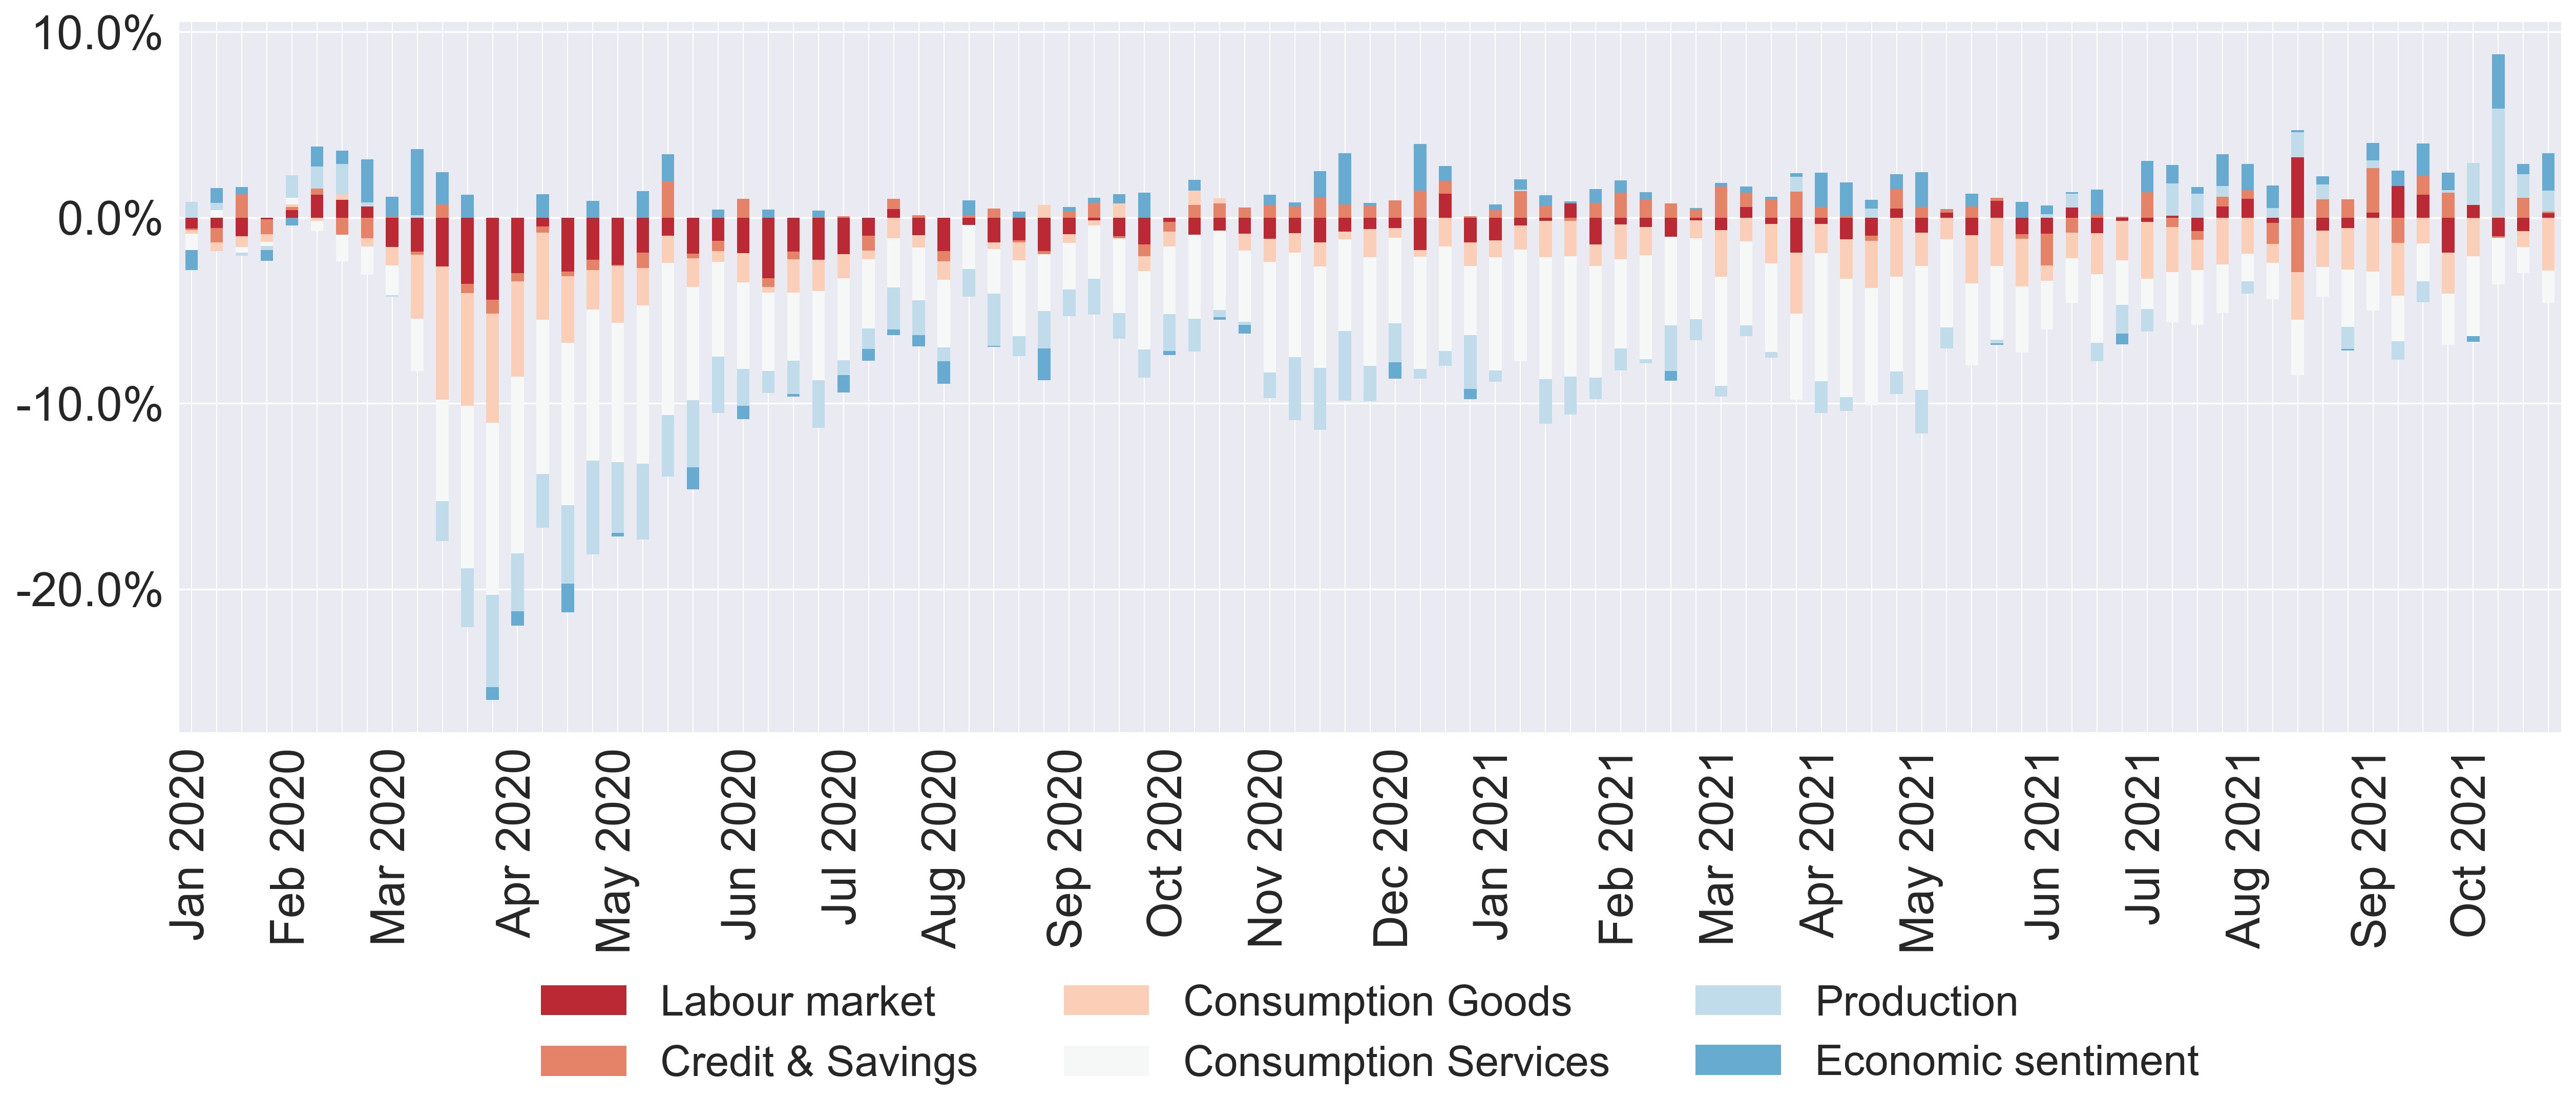 10.0%
0.0%
-10.0%
-20.0%
Jan 2020
Feb 2020
Mar 2020
Apr 2020
May 2020
Jun 2020
Jul 2020
Aug 2020
Sep 2020
Oct 2020
Nov 2020
Dec 2020
Jan 2021
Feb 2021
Mar 2021
Apr 2021
May 2021
Jun 2021
Jul 2021
Aug 2021
Sep 2021
Oct 2021
Labour market
Credit & Savings
Consumption Goods
Consumption Services
Production
Economic sentiment